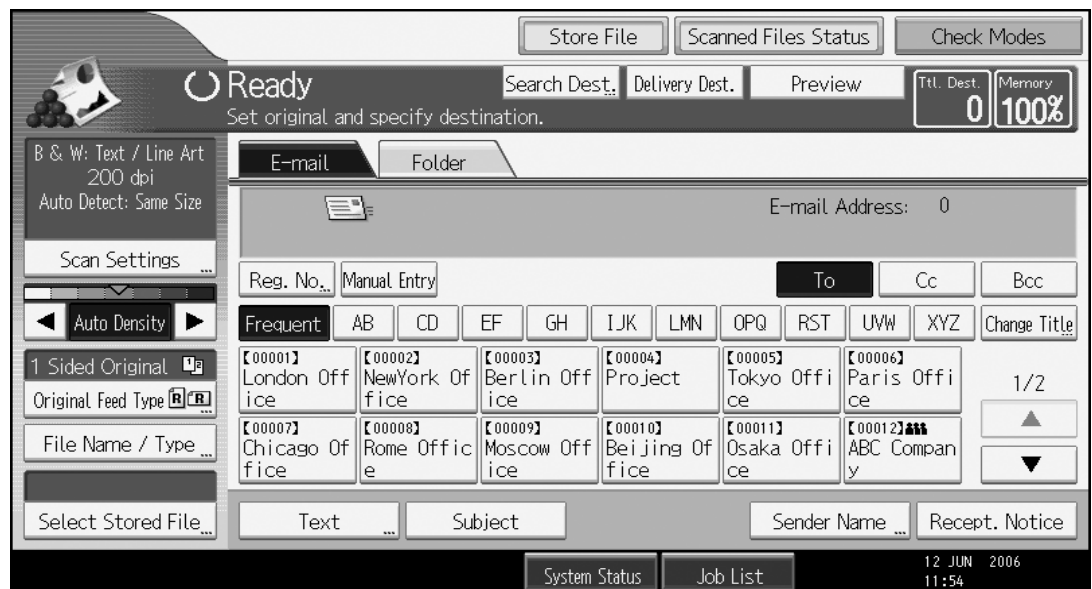 Store File Scanned Files Status Check Modes
Ready Search Dest. Delivery Dest. Preview Ttl. Dest. 0 Memory 100%
Set original and specify destination.
B & W: Text / Line Art
200 dpi
Auto Detect: Same Size
Scan Settings
Auto Density
1 Sided Original
Original Feed Type R R
File Name / Type
Select Stored File
E-mail Folder
E-mail Address: 0
Reg. No. Manual Entry To Cc Bcc
Frequent AB CD EF GH IJK LMN OPQ RST UVW XYZ Change Title
【00001】 【00002】 【00003】 【00004】 【00005】 【00006】
London Off NewYork Of Berlin Off Project Tokyo Offi Paris Offi
ice fice ice ce ce
1/2
【00007】 【00008】 【00009】 【00010】 【00011】 【00012】
Chicago Of Rome Offic Moscow Off Beijing Of Osaka Offi ABC Compan
fice e ice fice ce y
Text Subject Sender Name Recept. Notice
System Status Job List 12 JUN 2006
11:54